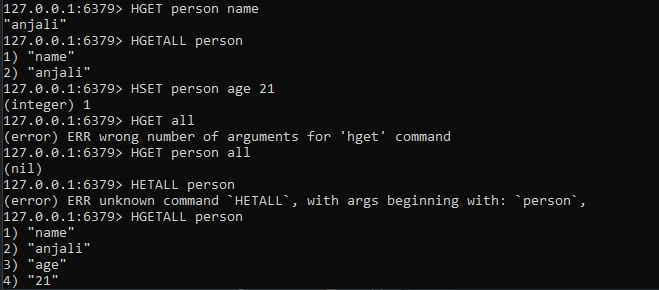 127.0.0.1:6379> HGET person name
"anjali"
127.0.0.1:6379> HGETALL person
1) "name"
2) "anjali"
127.0.0.1:6379> HSET person age 21
(integer) 1
127.0.0.1:6379> HGET all
(error) ERR wrong number of arguments for 'hget' command
127.0.0.1:6379> HGET person all
(nil)
127.0.0.1:6379> HETALL person
(error) ERR unknown command `HETALL`, with args beginning with: `person`,
127.0.0.1:6379> HGETALL person
1) "name"
2) "anjali"
3) "age"
4) "21"